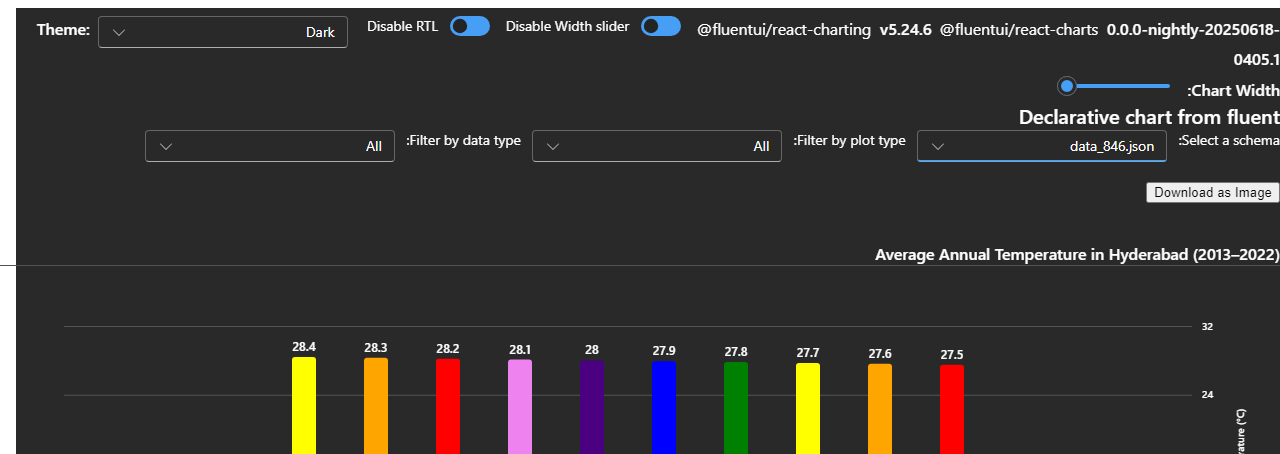 Theme: Dark Disable RTL Disable Width slider @fluentui/react-charting v5.24.6 @fluentui/react-charts 0.0.0-nightly-20250618-
0405.1
:Chart Width
Declarative chart from fluent
All :Filter by data type All :Filter by plot type data_846.json :Select a schema
Download as Image
Average Annual Temperature in Hyderabad (2013–2022)
32
28.4 28.3 28.2 28.1 28 27.9 27.8 27.7 27.6 27.5
24
(°C)